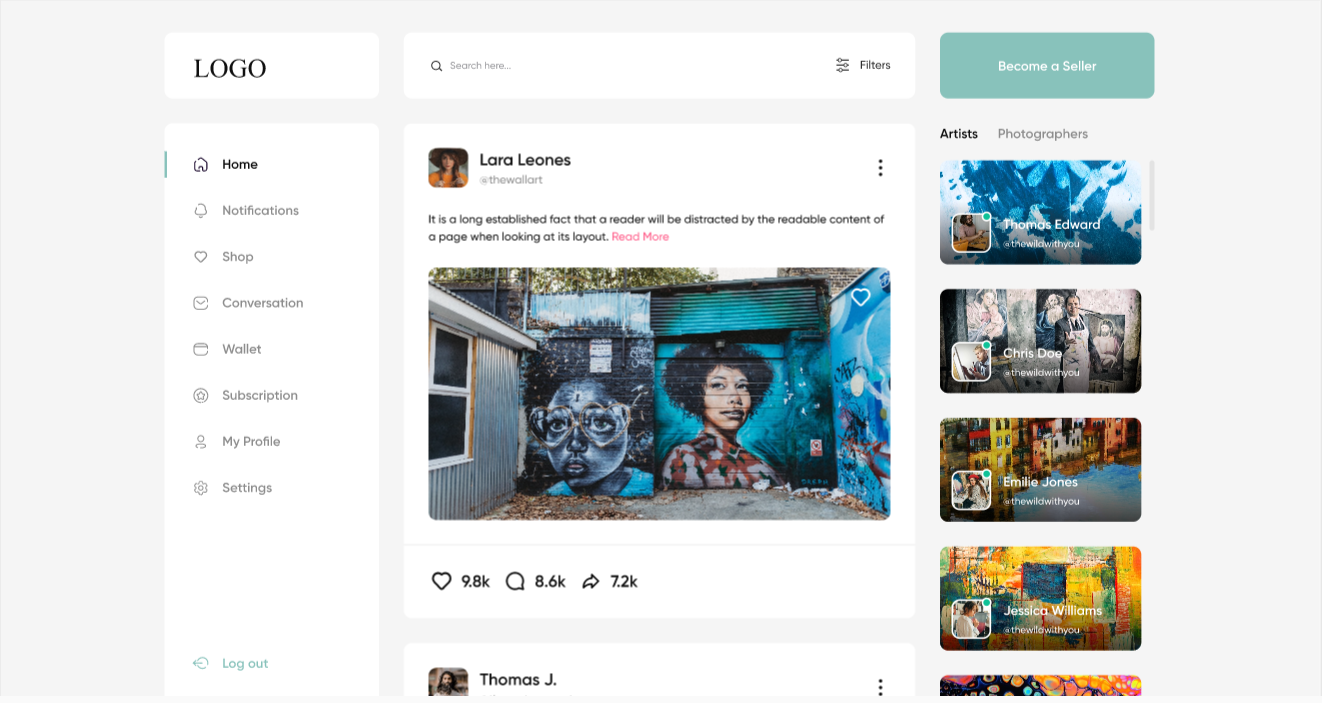 LOGO
Search here...
Filters
Become a Seller
Home
Notifications
Shop
Conversation
Wallet
Subscription
My Profile
Settings
Log out
Lara Leones
@thewallart
It is a long established fact that a reader will be distracted by the readable content of
a page when looking at its layout. Read More
9.8k
8.6k
7.2k
Thomas J.
Artists
Photographers
Thomas Edward
@thewildwithyou
Chris Doe
@thewildwithyou
Emilie Jones
@thewildwithyou
Jessica Williams
@thewildwithyou